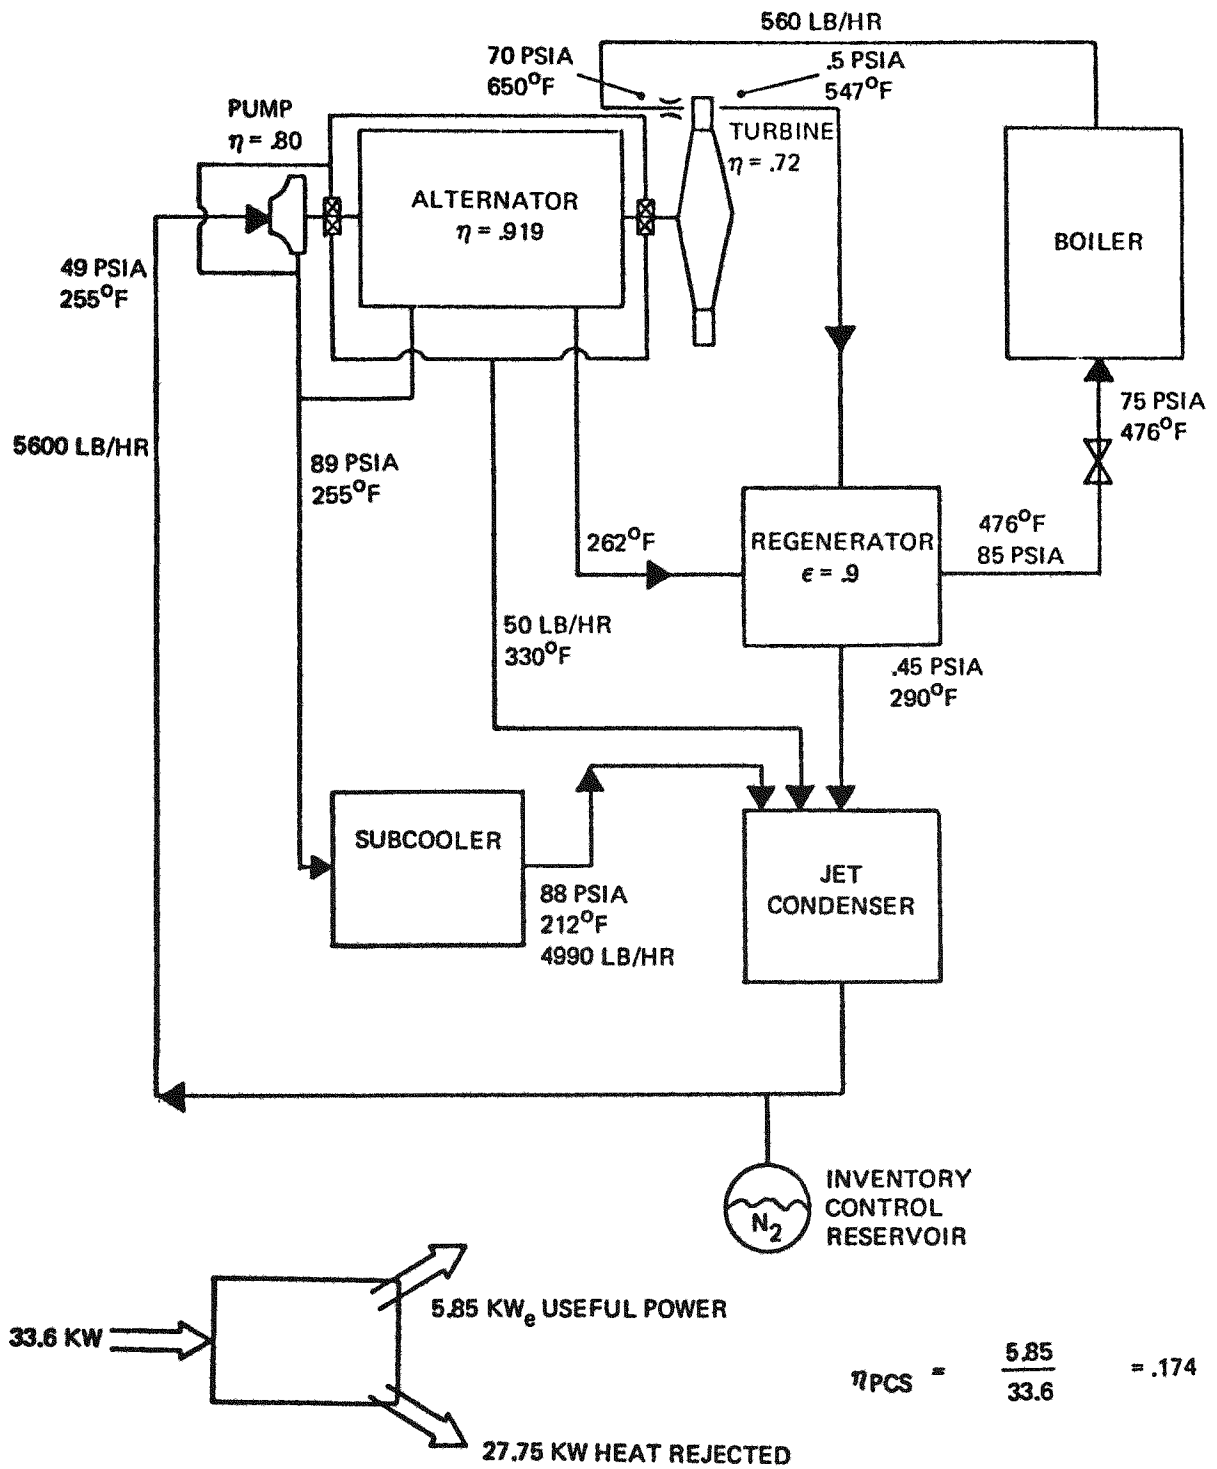 560 LB/HR
70 PSIA
650°F
.5 PSIA
547°F
PUMP
η = .80
TURBINE
η = .72
ALTERNATOR
η = .919
BOILER
49 PSIA
255°F
75 PSIA
476°F
5600 LB/HR
89 PSIA
255°F
262°F
REGENERATOR
ϵ = .9
476°F
85 PSIA
50 LB/HR
330°F
.45 PSIA
290°F
SUBCOOLER
88 PSIA
212°F
4990 LB/HR
JET
CONDENSER
N₂
INVENTORY
CONTROL
RESERVOIR
33.6 KW
5.85 KWₑ USEFUL POWER
27.75 KW HEAT REJECTED
ηPCS = 5.85 / 33.6 = .174